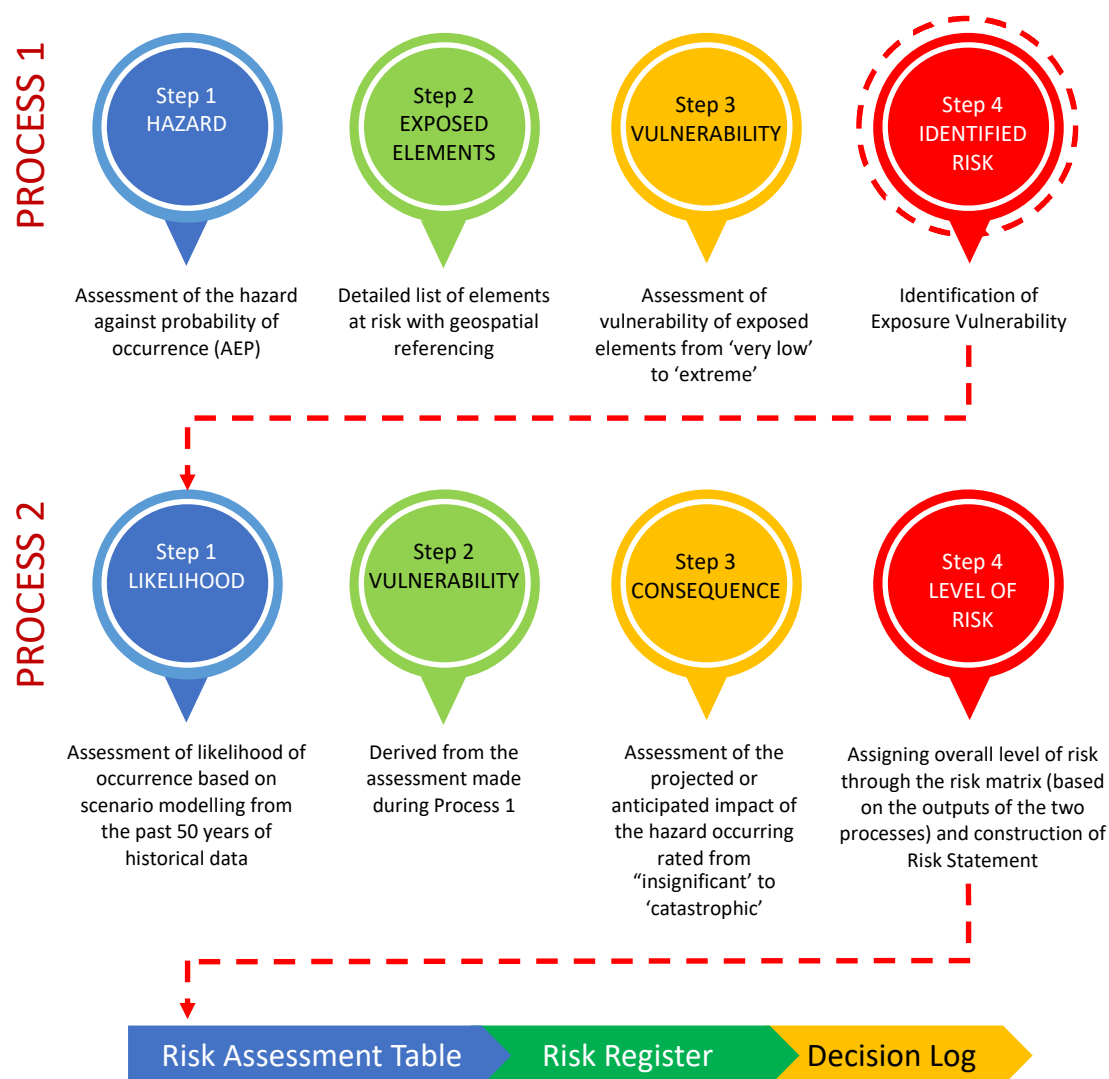 PROCESS 1
Step 1
HAZARD
Step 2
EXPOSED
ELEMENTS
Step 3
VULNERABILITY
Step 4
IDENTIFIED
RISK
Assessment of the hazard
against probability of
occurrence (AEP)
Detailed list of elements
at risk with geospatial
referencing
Assessment of
vulnerability of exposed
elements from ‘very low’
to ‘extreme’
Identification of
Exposure Vulnerability
PROCESS 2
Step 1
LIKELIHOOD
Step 2
VULNERABILITY
Step 3
CONSEQUENCE
Step 4
LEVEL OF
RISK
Assessment of likelihood of
occurrence based on
scenario modelling from
the past 50 years of
historical data
Derived from the
assessment made
during Process 1
Assessment of the
projected or
anticipated impact of
the hazard occurring
rated from
“insignificant’ to
‘catastrophic’
Assigning overall level of risk
through the risk matrix (based
on the outputs of the two
processes) and construction of
Risk Statement
Risk Assessment Table
Risk Register
Decision Log